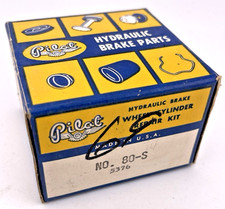 Pilot
HYDRAULIC
BRAKE PARTS
HYDRAULIC BRAKE
Pilot
WHEEL CYLINDER
REPAIR KIT
MADE IN U.S.A.
NO. 80-S
5376